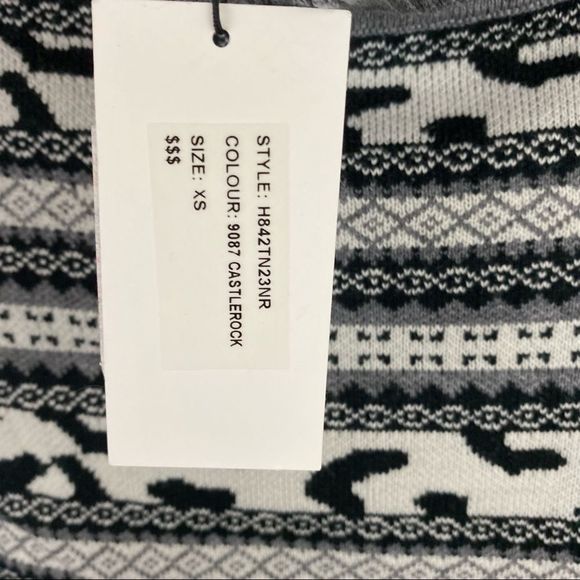 STYLE: H842TN23NR
COLOUR: 9087 CASTLEROCK
SIZE: XS
$$$